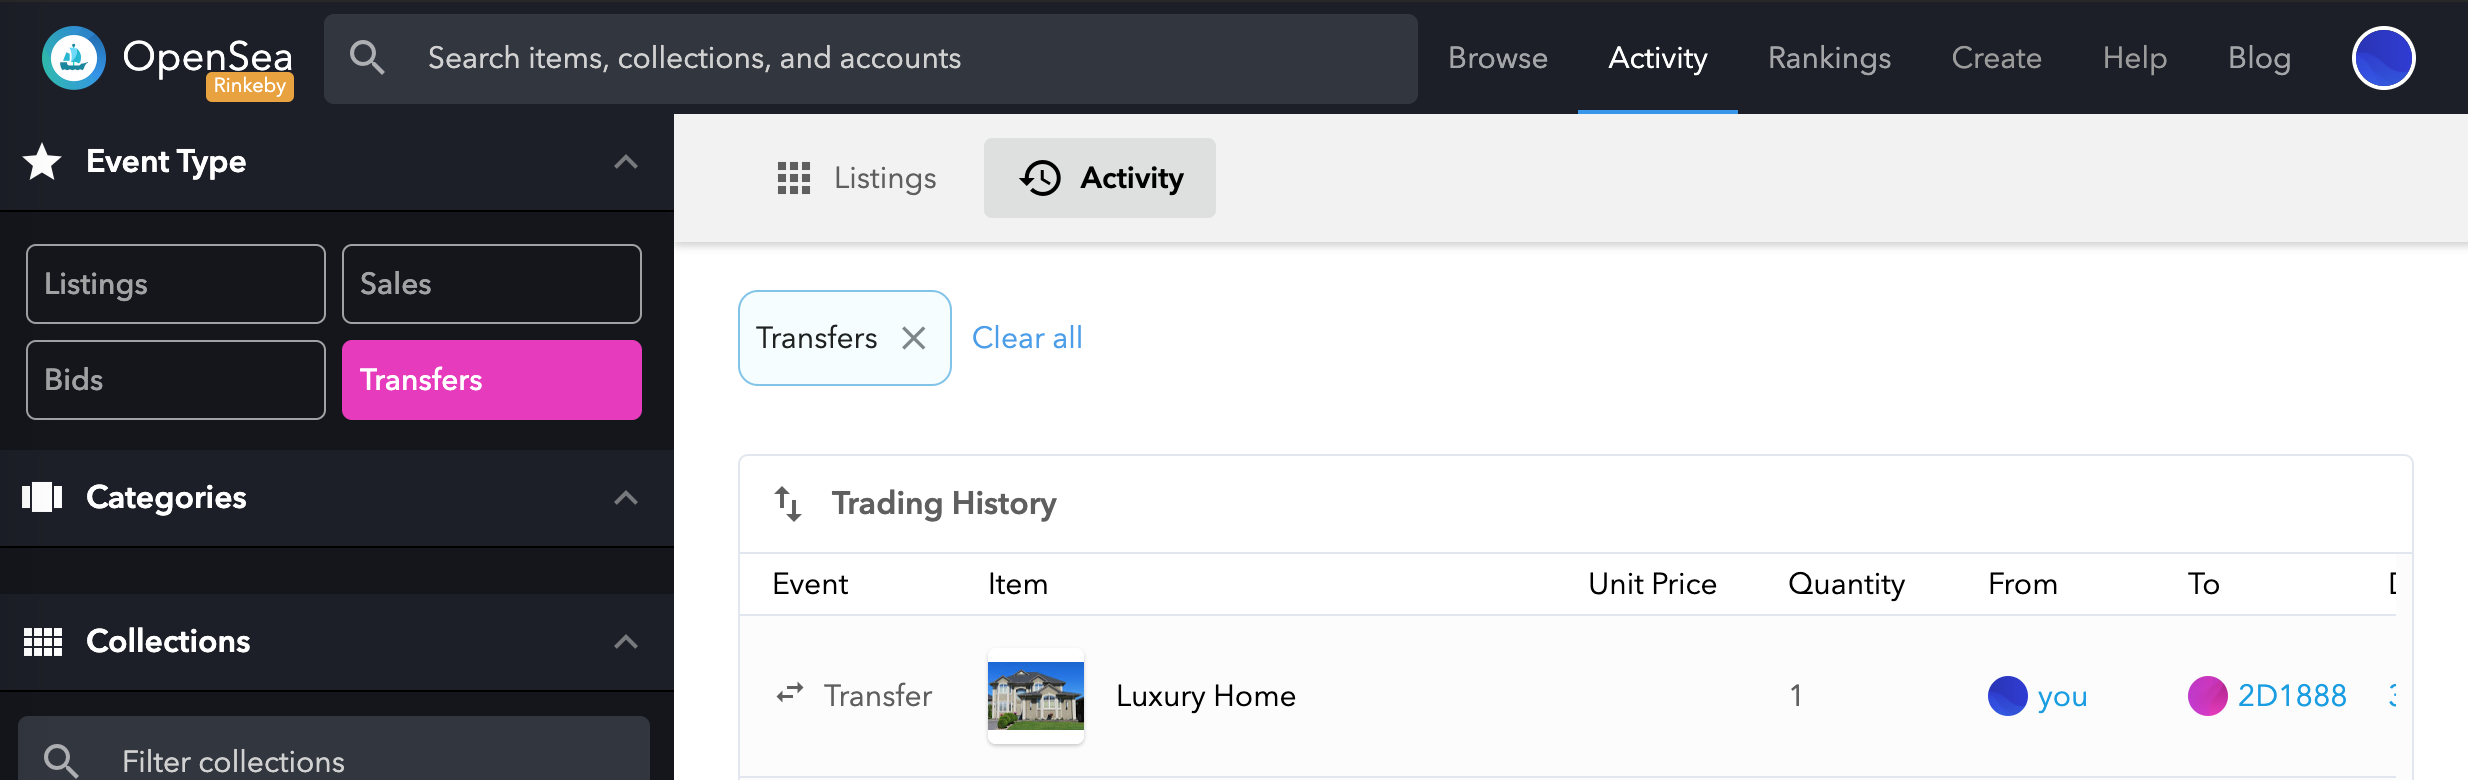 OpenSea
Rinkeby
Search items, collections, and accounts
Browse
Activity
Rankings
Create
Help
Blog
Event Type
Listings
Sales
Bids
Transfers
Categories
Collections
Filter collections
Listings
Activity
Transfers
Clear all
Trading History
Event Item Unit Price Quantity From To
Transfer Luxury Home 1 you 2D1888